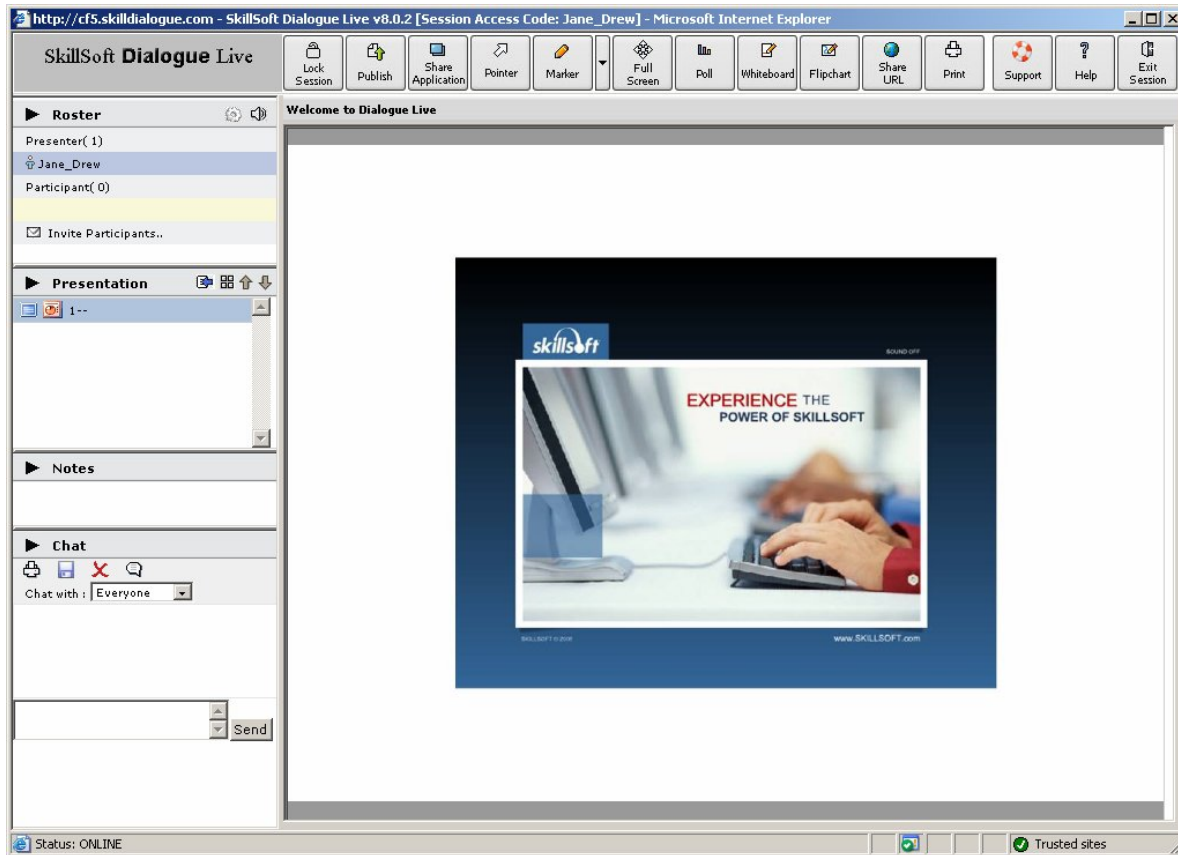 http://cf5.skilldialogue.com - SkillSoft Dialogue Live v8.0.2 [Session Access Code: Jane_Drew] - Microsoft Internet Explorer
SkillSoft Dialogue Live
Lock Session
Publish
Share Application
Pointer
Marker
Full Screen
Poll
Whiteboard
Flipchart
Share URL
Print
Support
Help
Exit Session
Roster
Presenter( 1)
Jane_Drew
Participant( 0)
Invite Participants..
Presentation
1--
Notes
Chat
Chat with : Everyone
Send
Welcome to Dialogue Live
skillsoft
SOUND OFF
EXPERIENCE THE
POWER OF SKILLSOFT
www.SKILLSOFT.com
Status: ONLINE
Trusted sites